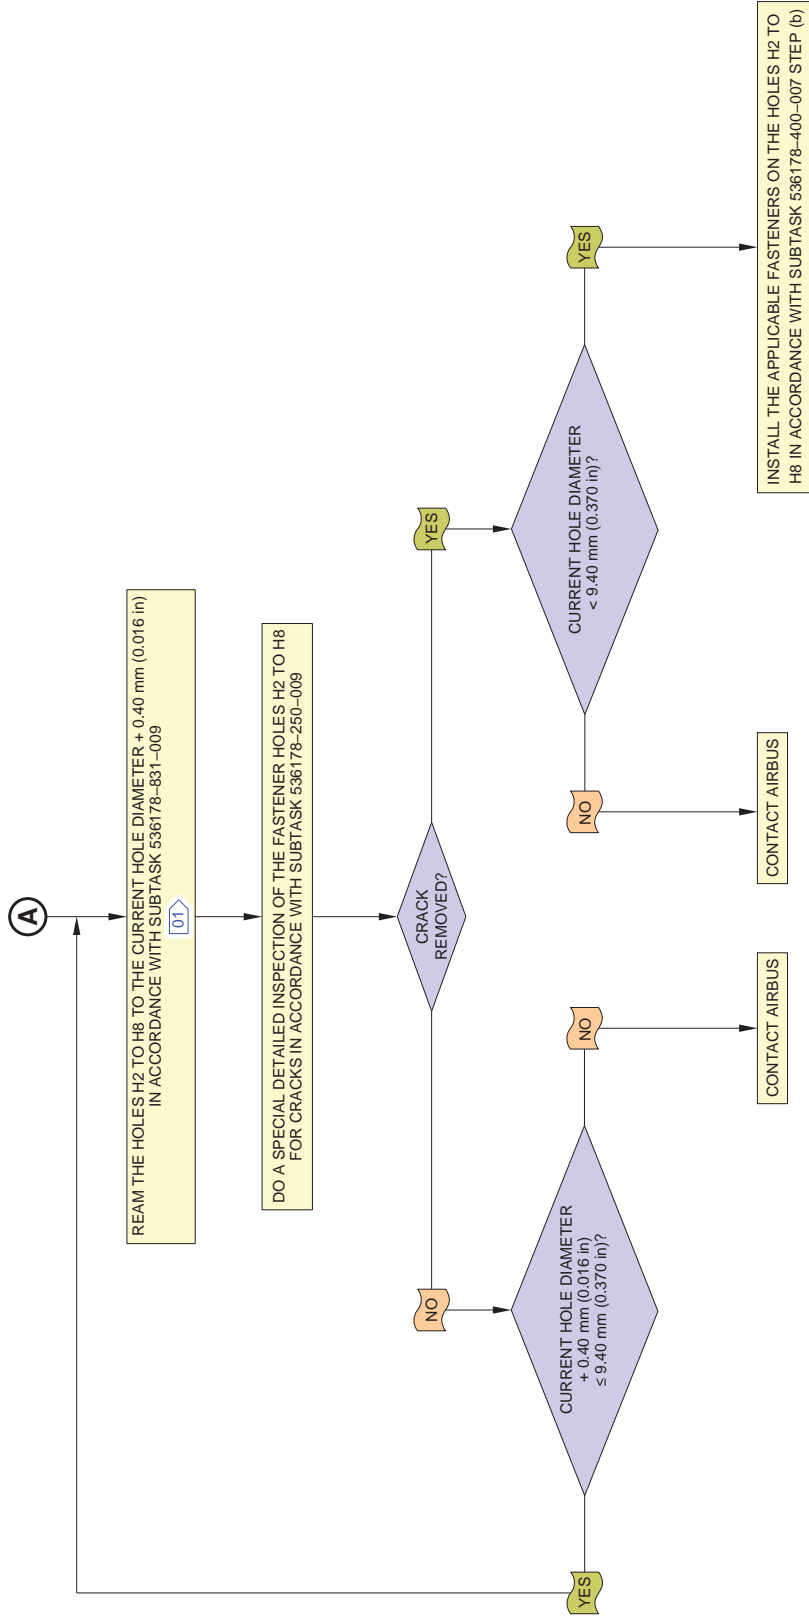 A
REAM THE HOLES H2 TO H8 TO THE CURRENT HOLE DIAMETER + 0.40 mm (0.016 in)
IN ACCORDANCE WITH SUBTASK 536178–831–009
01
DO A SPECIAL DETAILED INSPECTION OF THE FASTENER HOLES H2 TO H8
FOR CRACKS IN ACCORDANCE WITH SUBTASK 536178–250–009
CRACK
REMOVED?
NO
YES
CURRENT HOLE DIAMETER
+ 0.40 mm (0.016 in)
≤ 9.40 mm (0.370 in)?
CURRENT HOLE DIAMETER
< 9.40 mm (0.370 in)?
YES
NO
NO
YES
CONTACT AIRBUS
CONTACT AIRBUS
INSTALL THE APPLICABLE FASTENERS ON THE HOLES H2 TO
H8 IN ACCORDANCE WITH SUBTASK 536178–400–007 STEP (b)